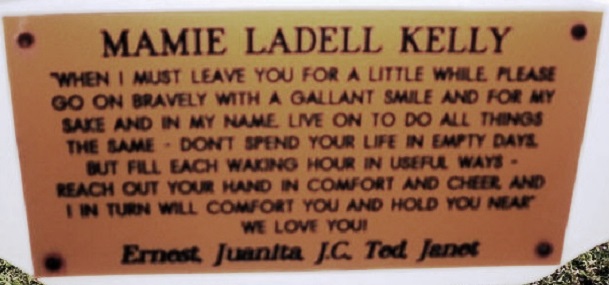 MAMIE LADELL KELLY
"WHEN I MUST LEAVE YOU FOR A LITTLE WHILE, PLEASE
GO ON BRAVELY WITH A GALLANT SMILE AND FOR MY
SAKE AND IN MY NAME, LIVE ON TO DO ALL THINGS
THE SAME - DON'T SPEND YOUR LIFE IN EMPTY DAYS,
BUT FILL EACH WAKING HOUR IN USEFUL WAYS -
REACH OUT YOUR HAND IN COMFORT AND CHEER, AND
I IN TURN WILL COMFORT YOU AND HOLD YOU NEAR"
WE LOVE YOU!
Ernest, Juanita, J.C., Ted, Janet